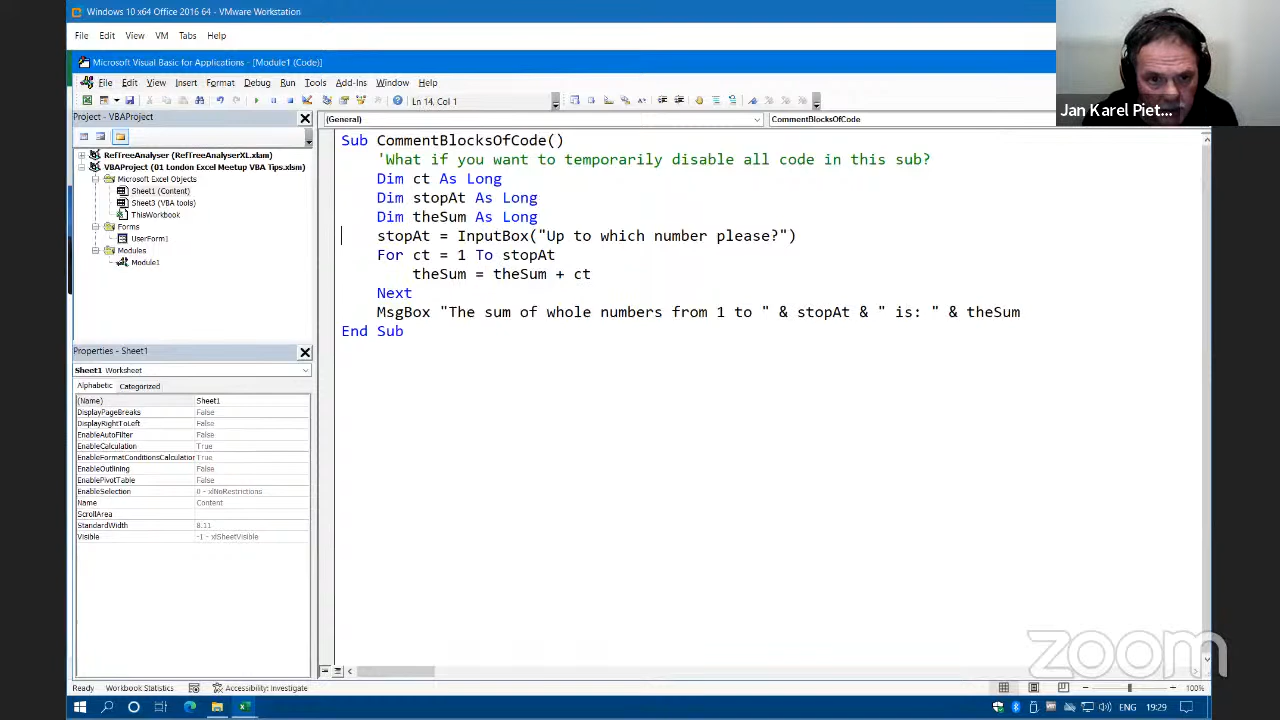 Windows 10 x64 Office 2016 64 - VMware Workstation
File Edit View VM Tabs Help
Microsoft Visual Basic for Applications - [Module1 (Code)]
File Edit View Insert Format Debug Run Tools Add-Ins Window Help
Ln 14, Col 1
Project - VBAProject
(General)
CommentBlocksOfCode
Jan Karel Piet...
RefTreeAnalyser (RefTreeAnalyserXL.xlam)
VBAProject (01 London Excel Meetup VBA Tips.xlsm)
Microsoft Excel Objects
Sheet1 (Content)
Sheet3 (VBA tools)
ThisWorkbook
Forms
UserForm1
Modules
Module1
Sub CommentBlocksOfCode()
'What if you want to temporarily disable all code in this sub?
Dim ct As Long
Dim stopAt As Long
Dim theSum As Long
stopAt = InputBox("Up to which number please?")
For ct = 1 To stopAt
theSum = theSum + ct
Next
MsgBox "The sum of whole numbers from 1 to " & stopAt & " is: " & theSum
End Sub
Properties - Sheet1
Sheet1 Worksheet
Alphabetic Categorized
(Name) Sheet1
DisplayPageBreaks False
DisplayRightToLeft False
EnableAutoFilter False
EnableCalculation True
EnableFormatConditionsCalculation True
EnableOutlining False
EnablePivotTable False
EnableSelection 0 - xlNoRestrictions
Name Content
ScrollArea
StandardWidth 8.11
Visible -1 - xlSheetVisible
zoom
Ready Workbook Statistics Accessibility: Investigate 100%
ENG 19:29